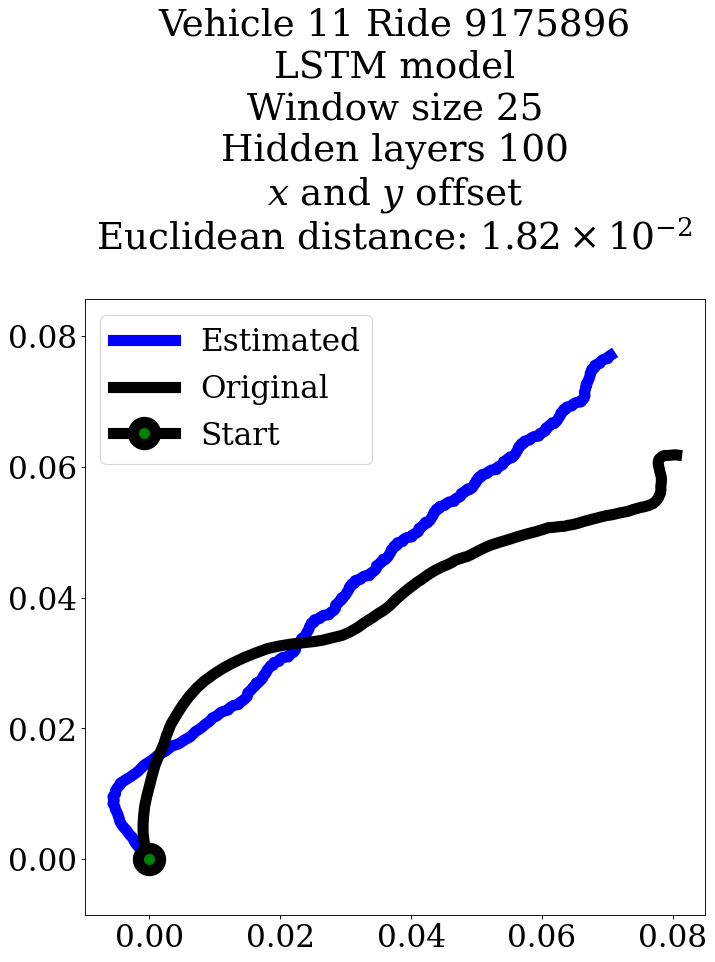 Vehicle 11 Ride 9175896
LSTM model
Window size 25
Hidden layers 100
x and y offset
Euclidean distance: 1.82 × 10⁻²
Estimated
Original
Start
0.08
0.06
0.04
0.02
0.00
0.00 0.02 0.04 0.06 0.08